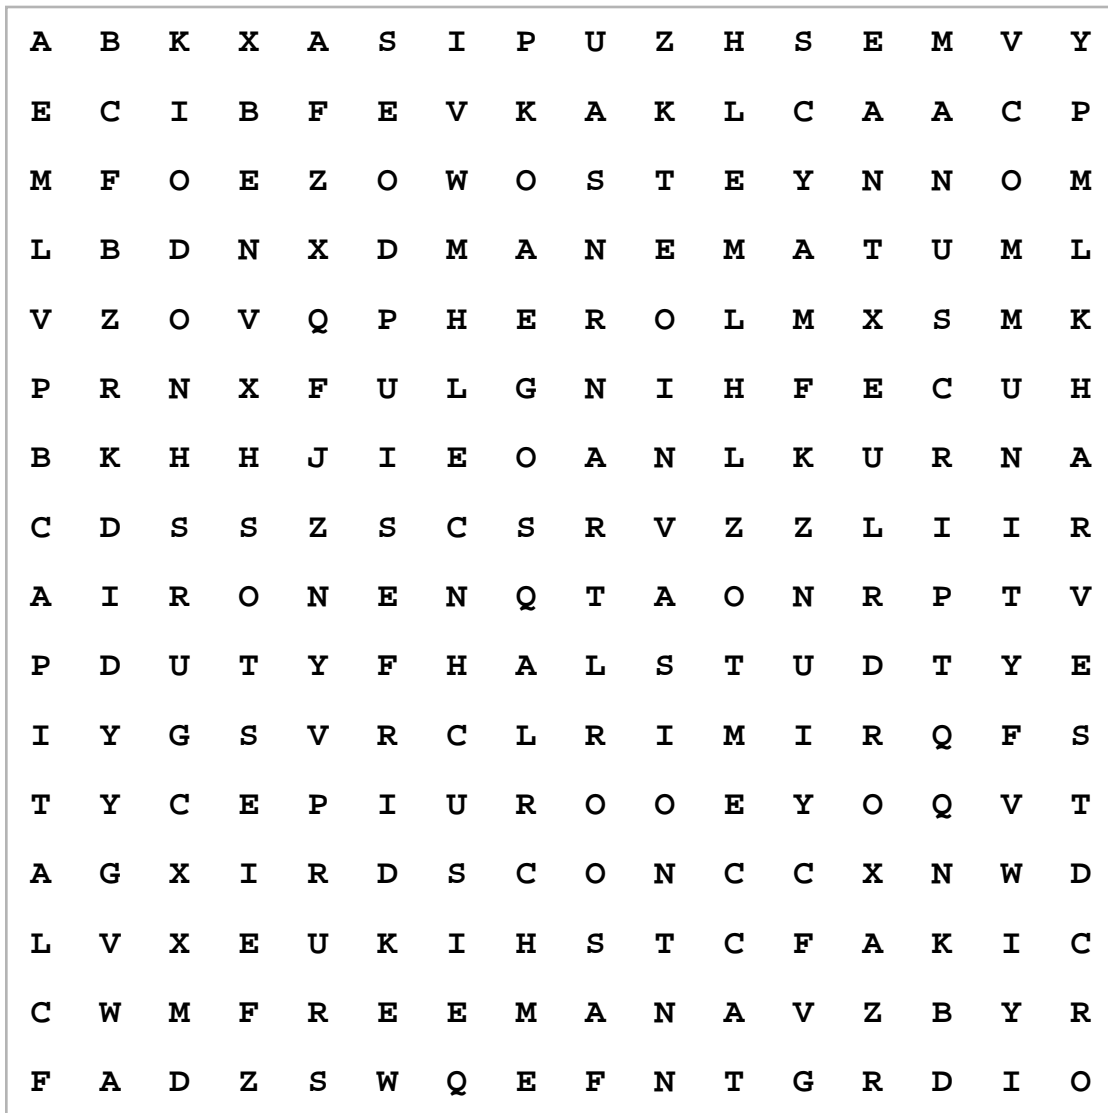 A B K X A S I P U Z H S E M V Y
E C I B F E V K A K L C A A C P
M F O E Z O W O S T E Y N N O M
L B D N X D M A N E M A T U M L
V Z O V Q P H E R O L M X S M K
P R N X F U L G N I H F E C U H
B K H H J I E O A N L K U R N A
C D S S Z S C S R V Z Z L I I R
A I R O N E N Q T A O N R P T V
P D U T Y F H A L S T U D T Y E
I Y G S V R C L R I M I R Q F S
T Y C E P I U R O O E Y O Q V T
A G X I R D S C O N C C X N W D
L V X E U K I H S T C F A K I C
C W M F R E E M A N A V Z B Y R
F A D Z S W Q E F N T G R D I O